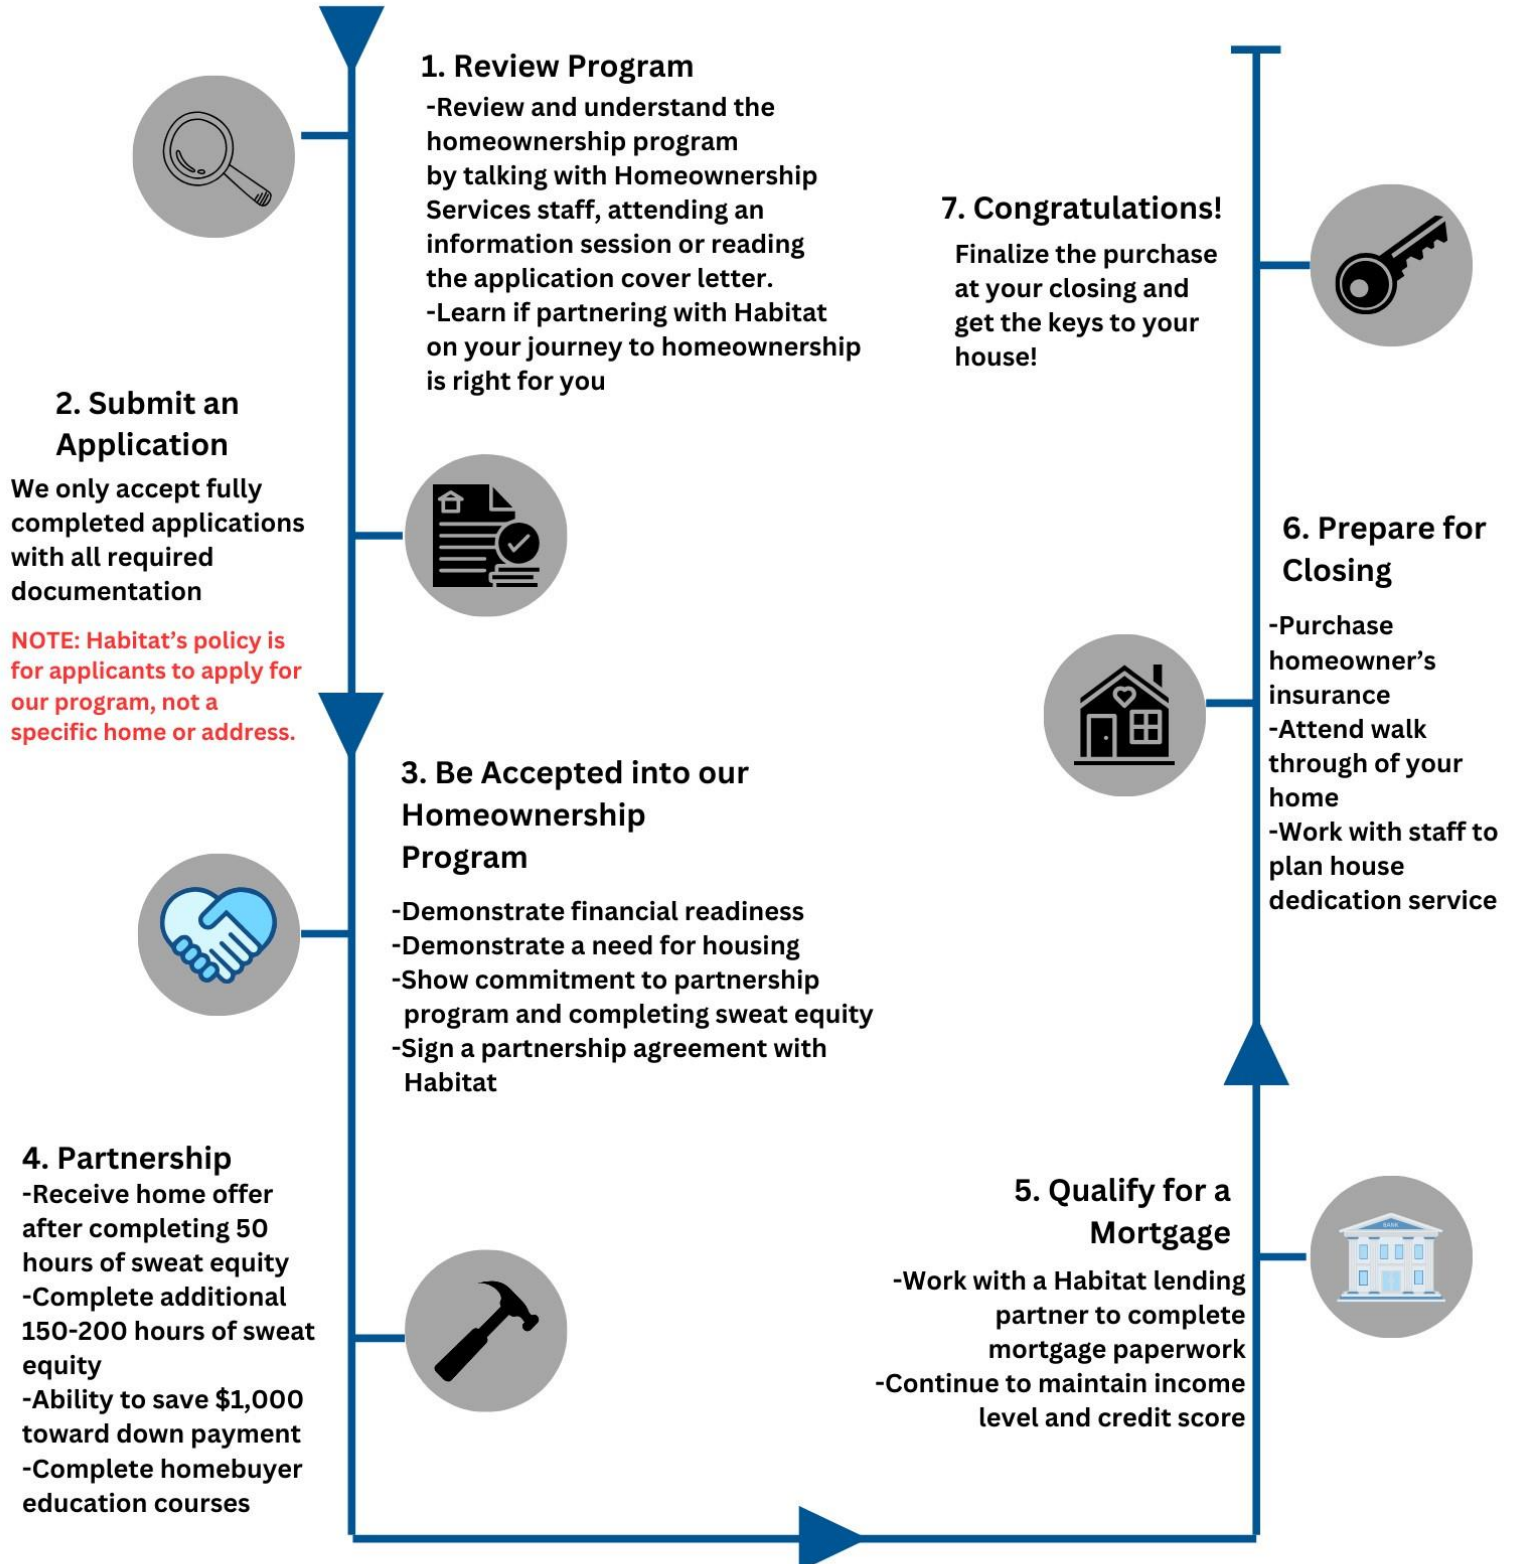 1. Review Program
-Review and understand the
homeownership program
by talking with Homeownership
Services staff, attending an
information session or reading
the application cover letter.
-Learn if partnering with Habitat
on your journey to homeownership
is right for you
2. Submit an
Application
We only accept fully
completed applications
with all required
documentation
NOTE: Habitat’s policy is
for applicants to apply for
our program, not a
specific home or address.
3. Be Accepted into our
Homeownership
Program
-Demonstrate financial readiness
-Demonstrate a need for housing
-Show commitment to partnership
program and completing sweat equity
-Sign a partnership agreement with
Habitat
4. Partnership
-Receive home offer
after completing 50
hours of sweat equity
-Complete additional
150-200 hours of sweat
equity
-Ability to save $1,000
toward down payment
-Complete homebuyer
education courses
5. Qualify for a
Mortgage
-Work with a Habitat lending
partner to complete
mortgage paperwork
-Continue to maintain income
level and credit score
BANK
6. Prepare for
Closing
-Purchase
homeowner’s
insurance
-Attend walk
through of your
home
-Work with staff to
plan house
dedication service
7. Congratulations!
Finalize the purchase
at your closing and
get the keys to your
house!